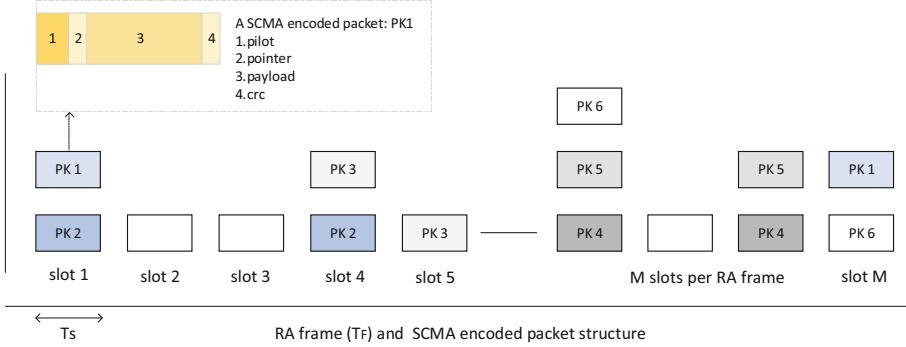 1 2 3 4
A SCMA encoded packet: PK1
1.pilot
2.pointer
3.payload
4.crc
PK 6
PK 1 PK 3 PK 5 PK 5 PK 1
PK 2 PK 2 PK 3 PK 4 PK 4 PK 6
slot 1 slot 2 slot 3 slot 4 slot 5 M slots per RA frame slot M
Ts RA frame (TF) and SCMA encoded packet structure